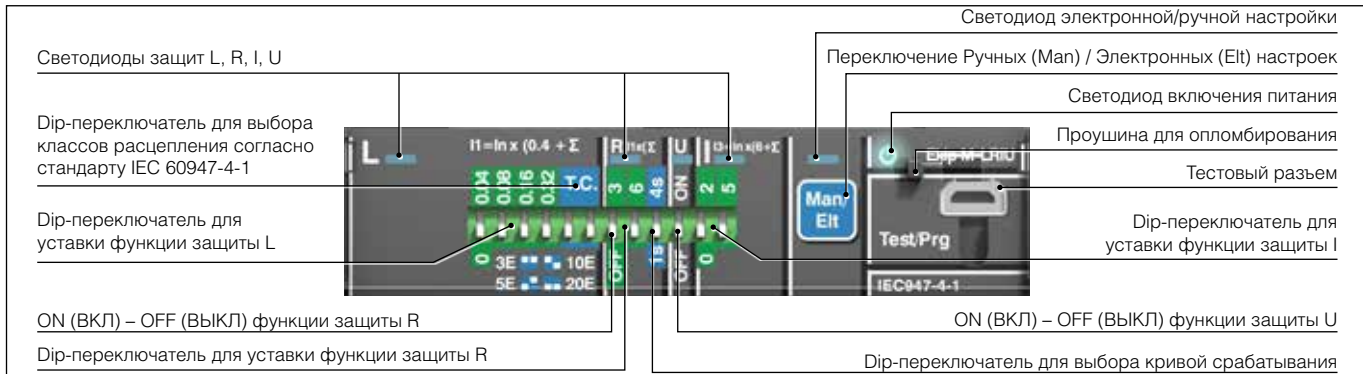 Светодиод электронной/ручной настройки
Светодиоды защит L, R, I, U
Переключение Ручных (Man) / Электронных (Elt) настроек
Светодиод включения питания
Dip-переключатель для выбора
классов расцепления согласно
стандарту IEC 60947-4-1
Проушина для опломбирования
Тестовый разъем
Dip-переключатель для
уставки функции защиты L
Dip-переключатель для
уставки функции защиты I
L I1=In x (0.4 + Σ R U I
0.04 0.08 0.16 0.32 T.C. 3 6 4s ON 2 5
Man/
Elt
Test/Prg
0 3E 10E OFF 1s OFF 0
5E 20E
IEC947-4-1
ON (ВКЛ) – OFF (ВЫКЛ) функции защиты R
ON (ВКЛ) – OFF (ВЫКЛ) функции защиты U
Dip-переключатель для уставки функции защиты R
Dip-переключатель для выбора кривой срабатывания